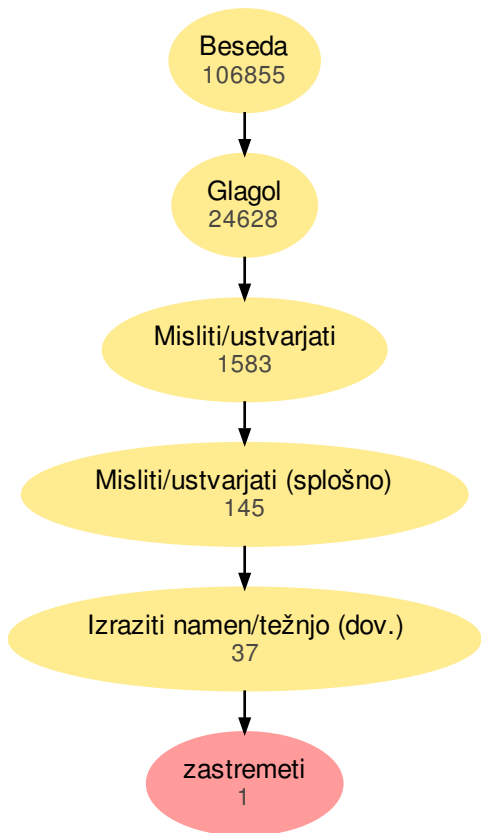 Beseda
106855
Glagol
24628
Misliti/ustvarjati
1583
Misliti/ustvarjati (splošno)
145
Izraziti namen/težnjo (dov.)
37
zastremeti
1